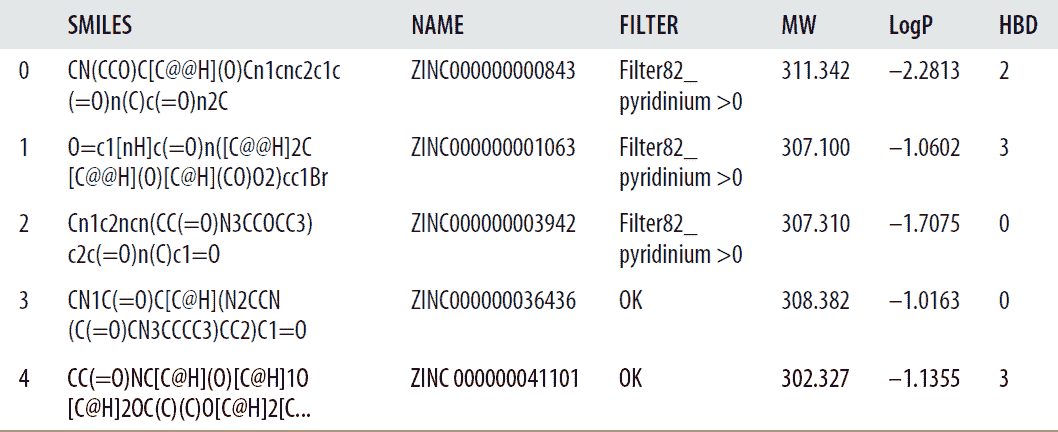 SMILES NAME FILTER MW LogP HBD
0 CN(CCO)C[C@@H](O)Cn1cnc2c1c ZINC000000000843 Filter82_ 311.342 –2.2813 2
(=O)n(C)c(=O)n2C pyridinium >0
1 O=c1[nH]c(=O)n([C@@H]2C ZINC000000001063 Filter82_ 307.100 –1.0602 3
[C@@H](O)[C@H](CO)O2)cc1Br pyridinium >0
2 Cn1c2ncn(CC(=O)N3CCOCC3) ZINC000000003942 Filter82_ 307.310 –1.7075 0
c2c(=O)n(C)c1=O pyridinium >0
3 CN1C(=O)C[C@H](N2CCN ZINC000000036436 OK 308.382 –1.0163 0
(C(=O)CN3CCCC3)CC2)C1=O
4 CC(=O)NC[C@H](O)[C@H]1O ZINC 000000041101 OK 302.327 –1.1355 3
[C@H]2OC(C)(C)O[C@H]2[C...